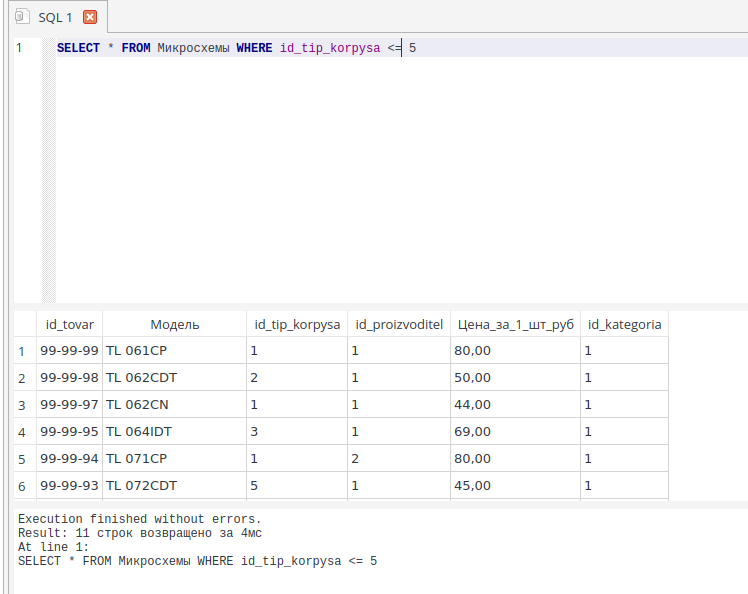 SQL 1
1 SELECT * FROM Микросхемы WHERE id_tip_korpysa <= 5
id_tovar Модель id_tip_korpysa id_proizvoditel Цена_за_1_шт_руб id_kategoria
1 99-99-99 TL 061CP 1 1 80,00 1
2 99-99-98 TL 062CDT 2 1 50,00 1
3 99-99-97 TL 062CN 1 1 44,00 1
4 99-99-95 TL 064IDT 3 1 69,00 1
5 99-99-94 TL 071CP 1 2 80,00 1
6 99-99-93 TL 072CDT 5 1 45,00 1
Execution finished without errors.
Result: 11 строк возвращено за 4мс
At line 1:
SELECT * FROM Микросхемы WHERE id_tip_korpysa <= 5